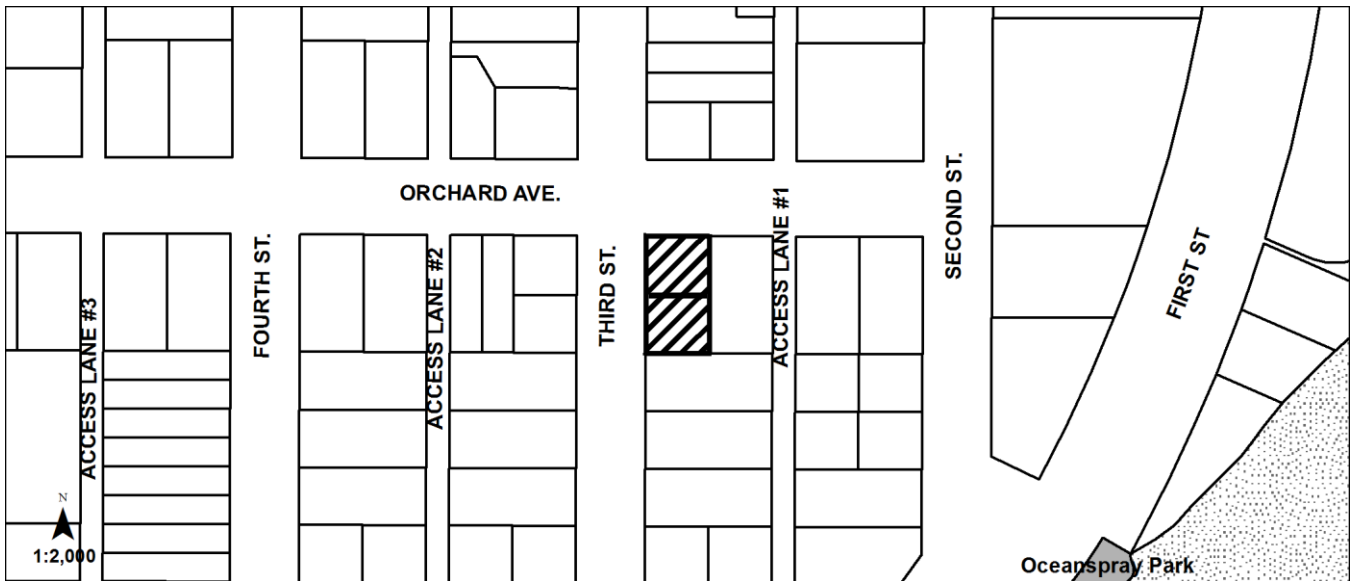 ORCHARD AVE.
ACCESS LANE #3
FOURTH ST.
ACCESS LANE #2
THIRD ST.
ACCESS LANE #1
SECOND ST.
FIRST ST
N
1:2,000
Oceanspray Park